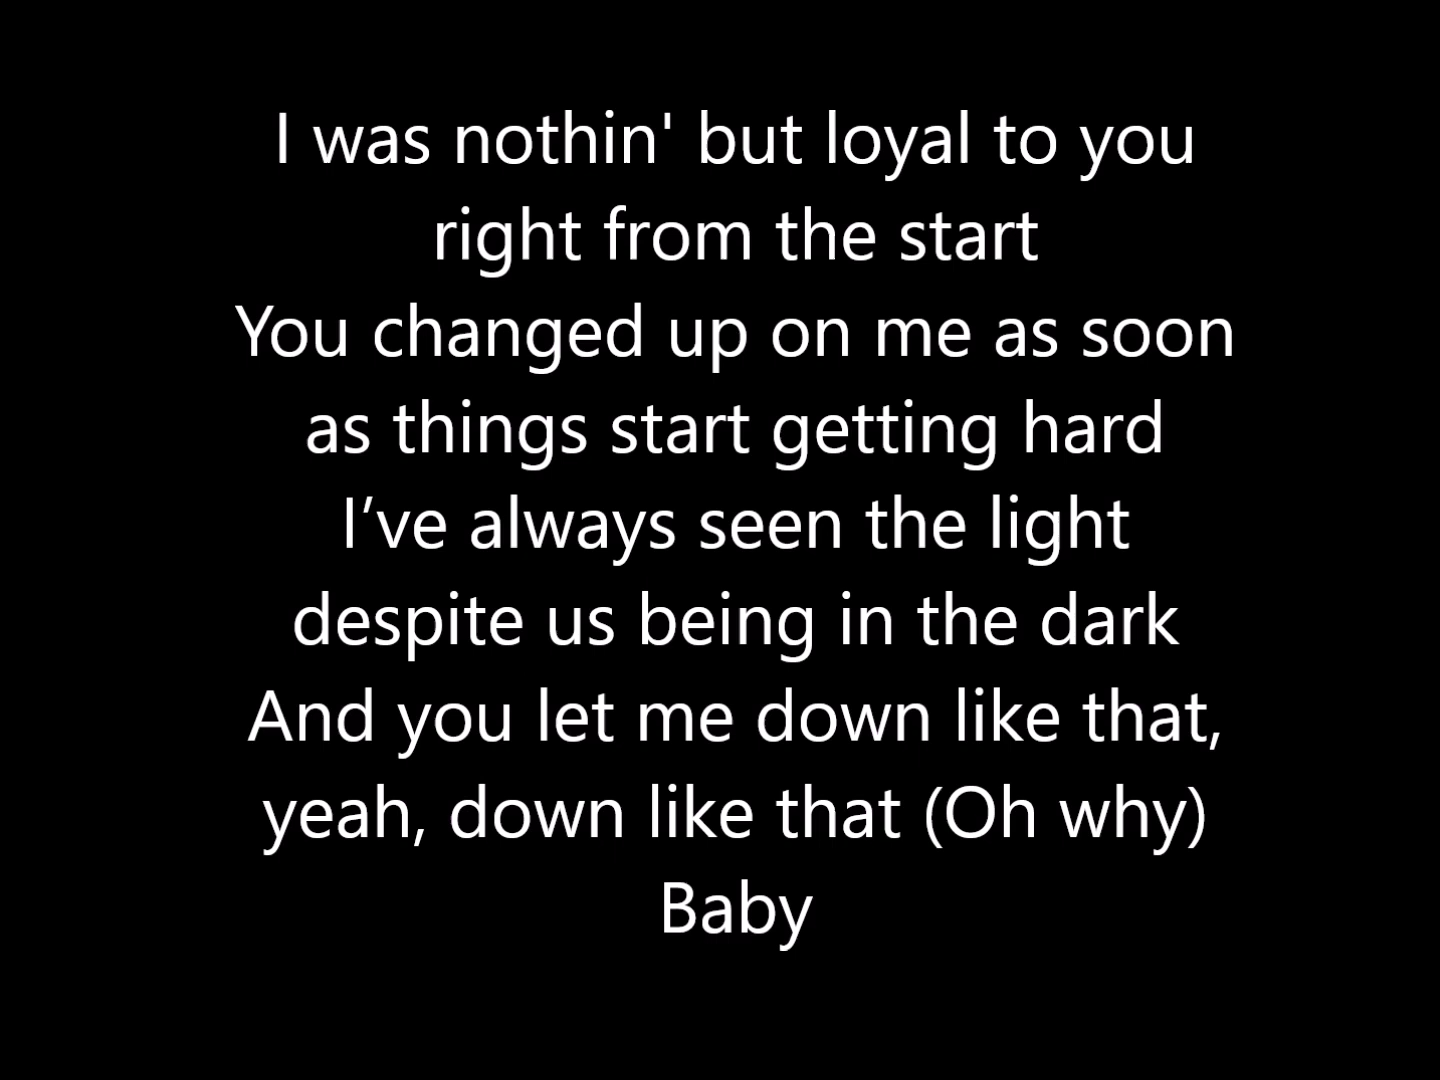 I was nothin' but loyal to you
right from the start
You changed up on me as soon
as things start getting hard
I’ve always seen the light
despite us being in the dark
And you let me down like that,
yeah, down like that (Oh why)
Baby